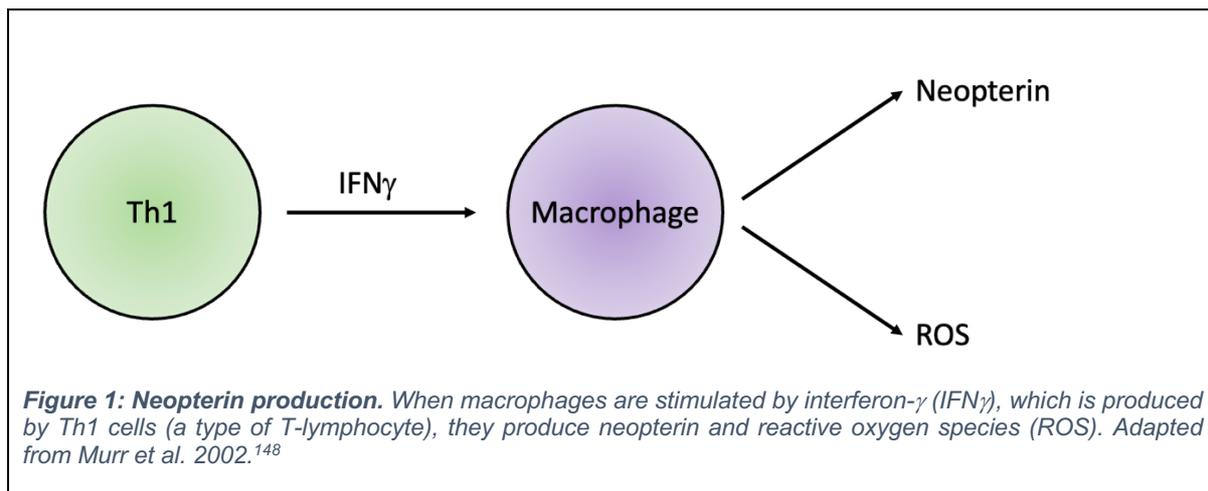 Neopterin
IFNγ
Th1
Macrophage
ROS
Figure 1: Neopterin production. When macrophages are stimulated by interferon-γ (IFNγ), which is produced
by Th1 cells (a type of T-lymphocyte), they produce neopterin and reactive oxygen species (ROS). Adapted
from Murr et al. 2002.148